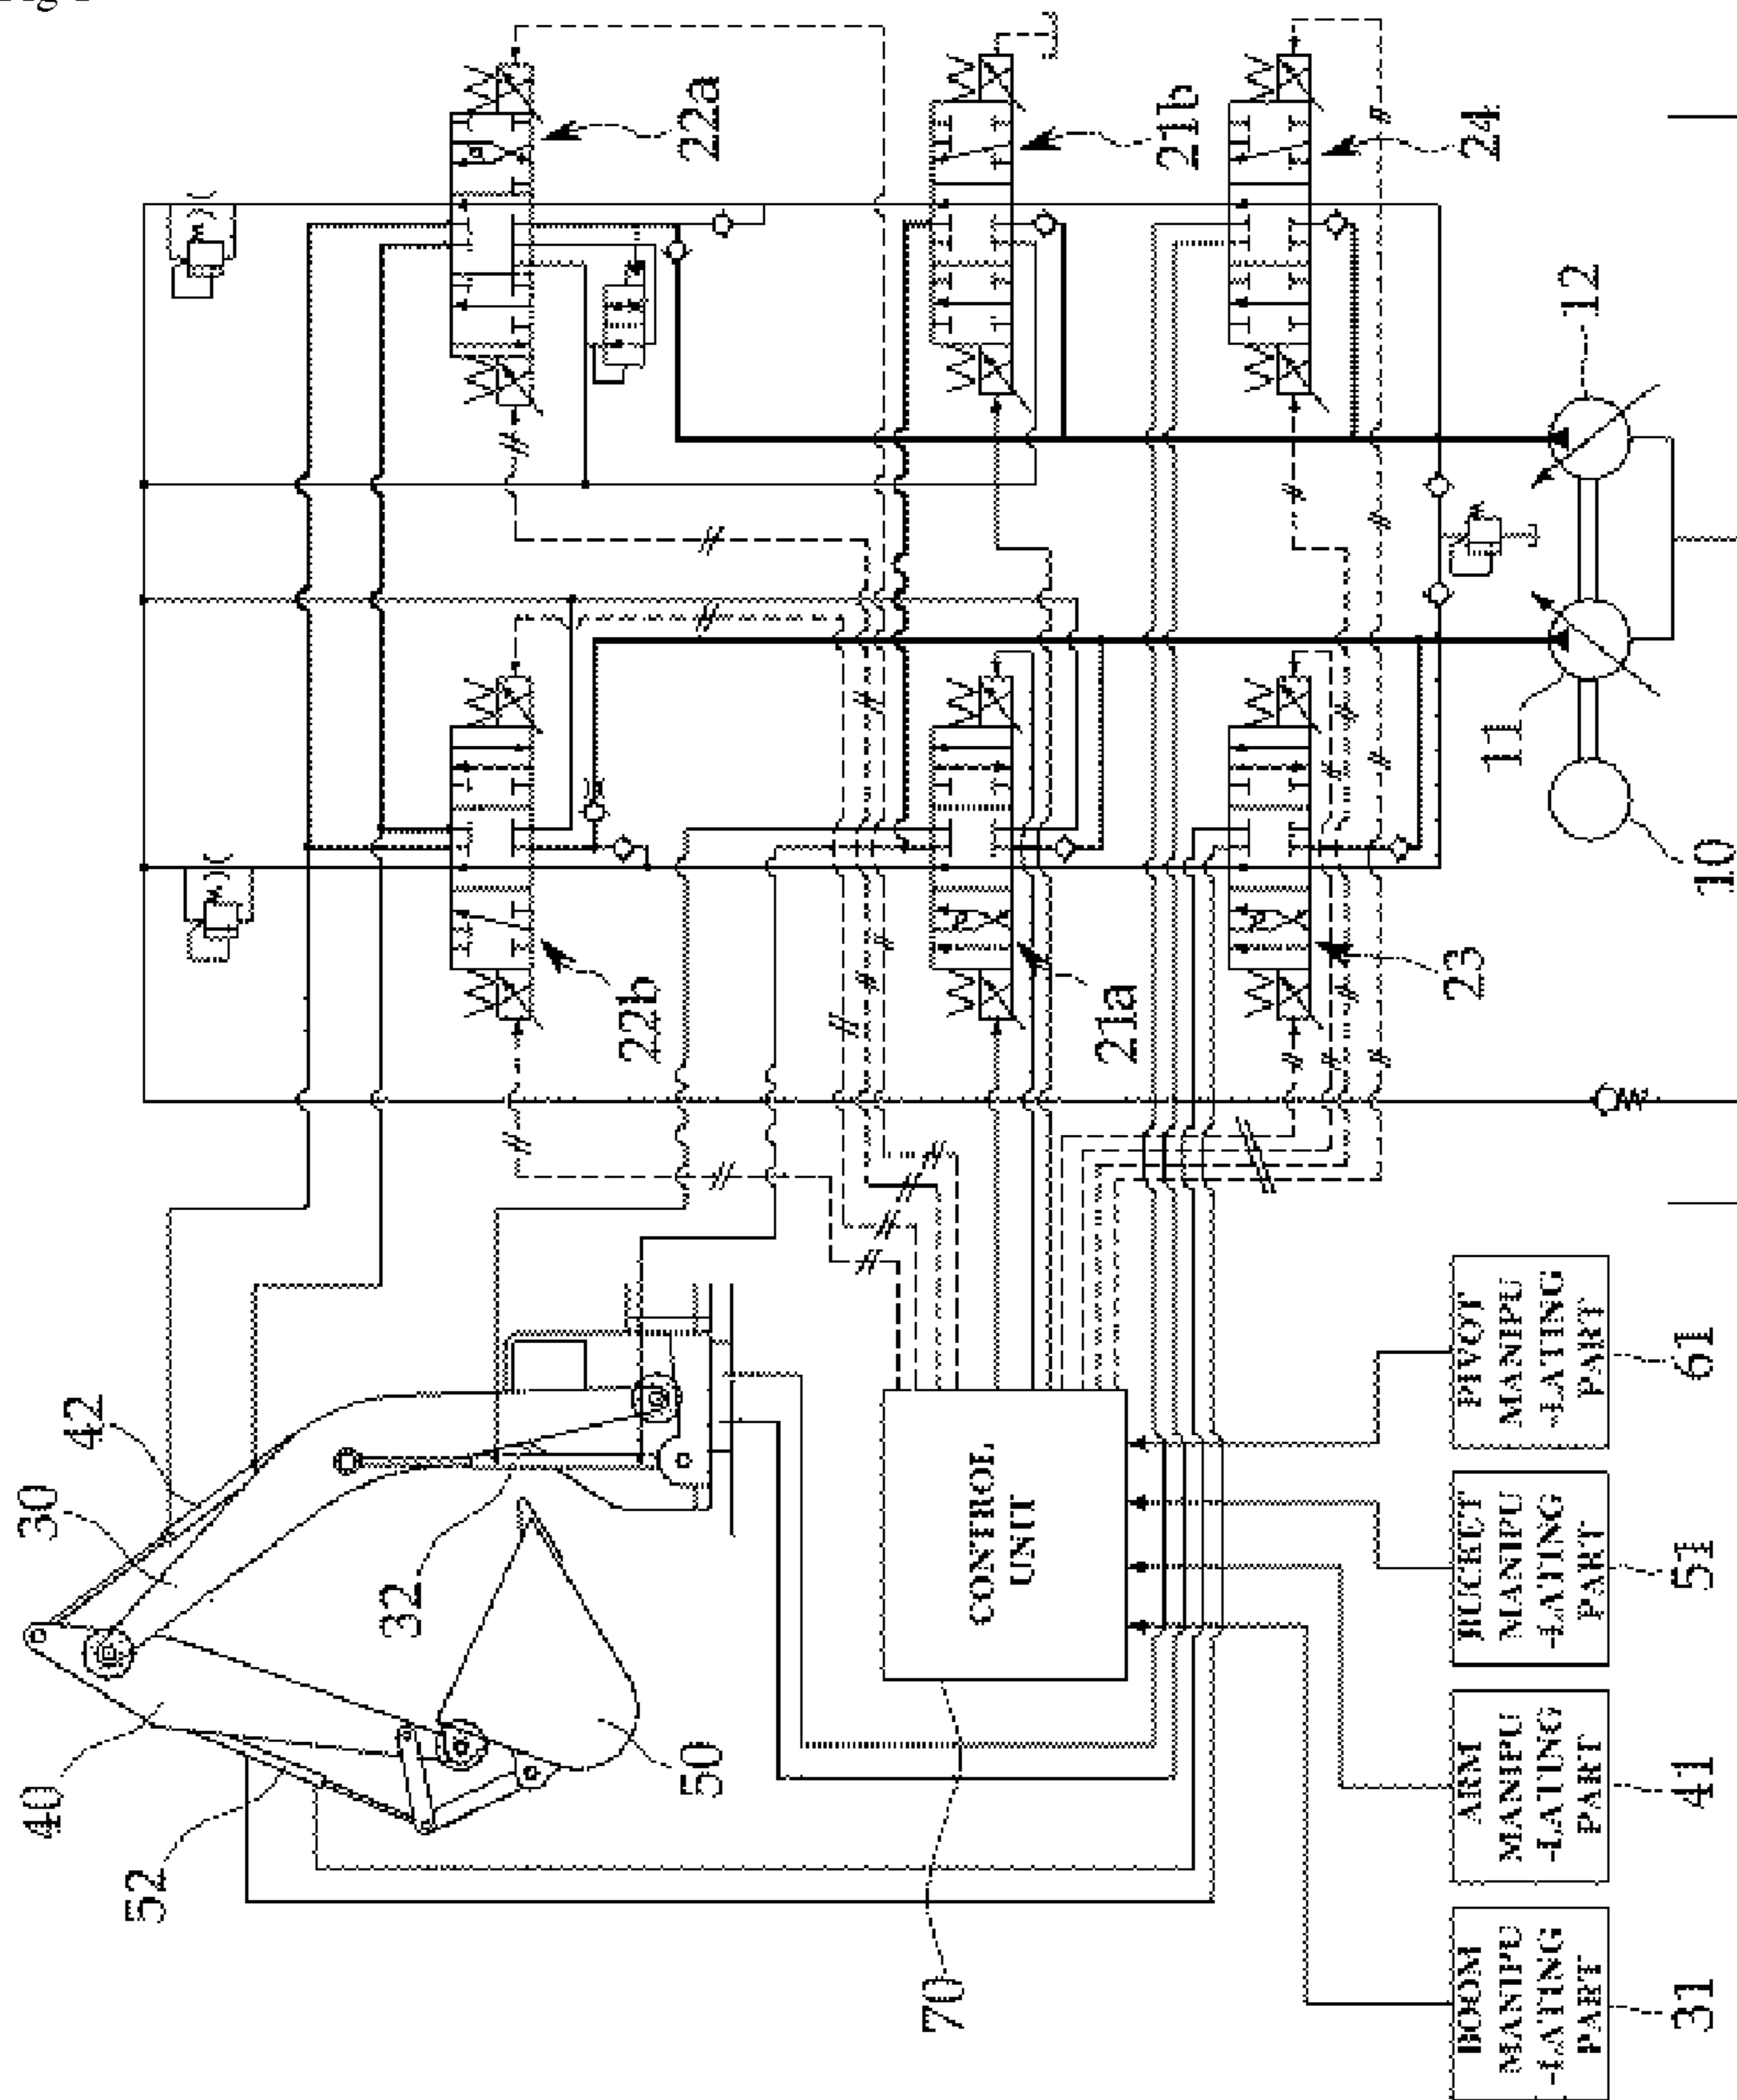 42
30
40
52
32
50
22a
21b
24
22b
21a
23
12
11
10
CONTROL
UNIT
70
BOOM
MANIPU
-LATING
PART
31
ARM
MANIPU
-LATING
PART
41
BUCKET
MANIPU
-LATING
PART
51
PIVOT
MANIPU
-LATING
PART
61